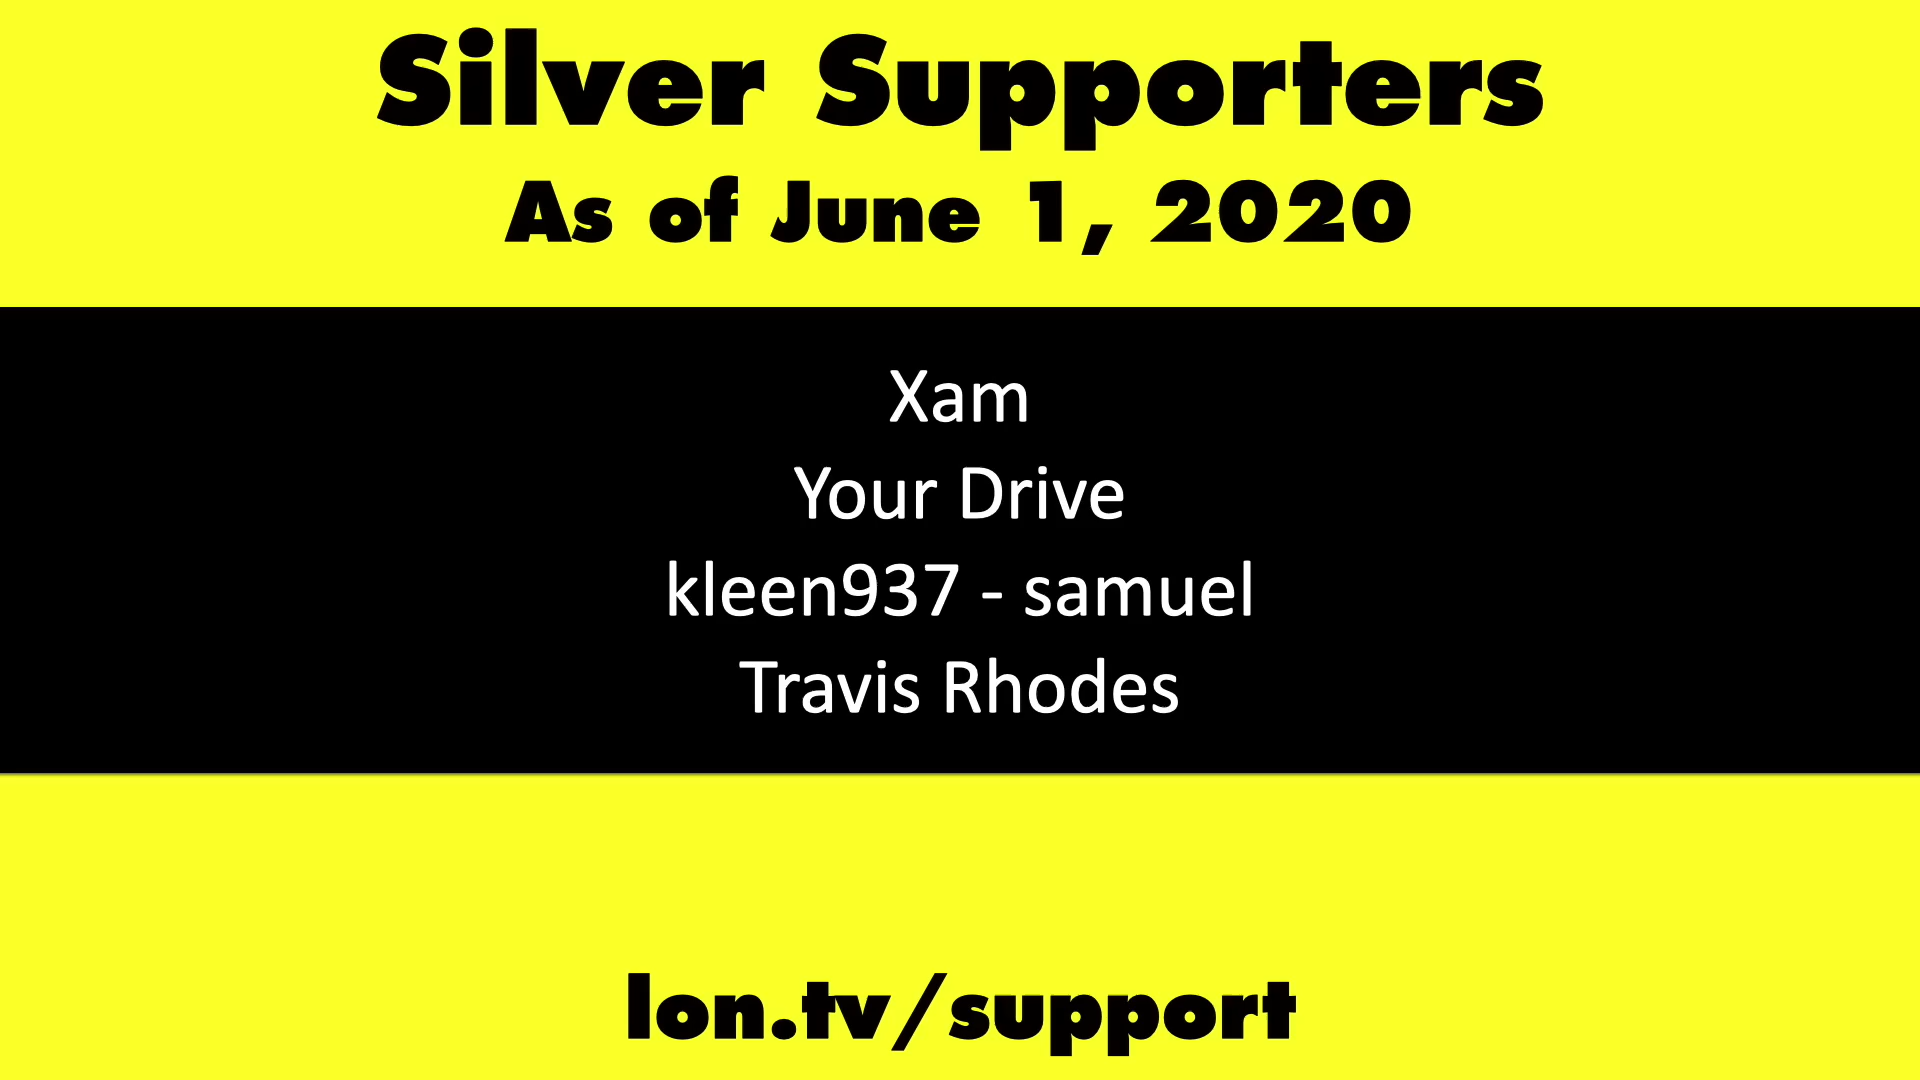 Silver Supporters
As of June 1, 2020
Xam
Your Drive
kleen937 - samuel
Travis Rhodes
lon.tv/support